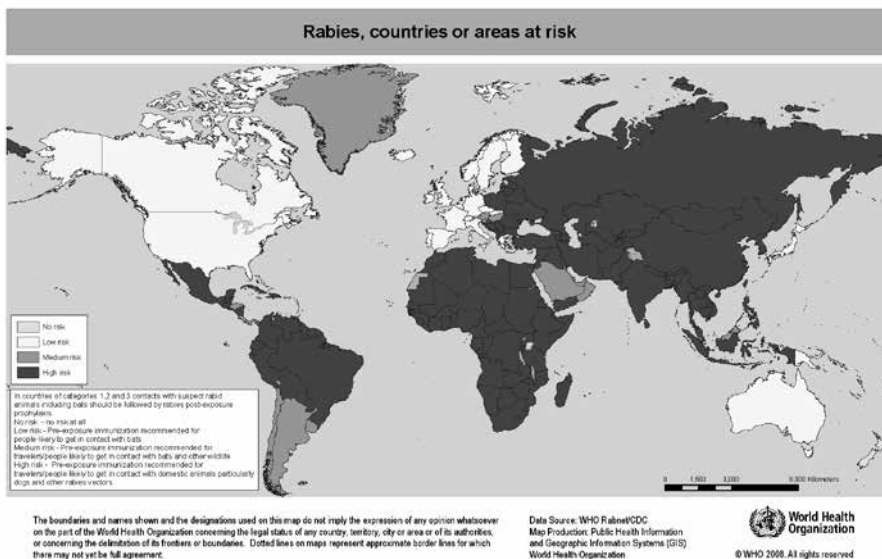 Rabies, countries or areas at risk
No risk
Low risk
Medium risk
High risk
In countries of categories 1,2 and 3 contacts with suspect rabid
animals including bats should be followed by rabies post-exposure
prophylaxis
No risk - no risk at all
Low risk - Pre-exposure immunization recommended for
people likely to get in contact with bats
Medium risk - Pre-exposure immunization recommended for
travelers/people likely to get in contact with bats and other wildlife
High risk - Pre-exposure immunization recommended for
travelers/people likely to get in contact with domestic animals particularly
dogs and other rabies vectors
0 1,500 3,000 6,000 Kilometers
The boundaries and names shown and the designations used on this map do not imply the expression of any opinion whatsoever
on the part of the World Health Organization concerning the legal status of any country, territory, city or area or of its authorities,
or concerning the delimitation of its frontiers or boundaries. Dotted lines on maps represent approximate border lines for which
there may not yet be full agreement.
Data Source: WHO Rabnet/CDC
Map Production: Public Health Information
and Geographic Information Systems (GIS)
World Health Organization
World Health
Organization
© WHO 2008. All rights reserved